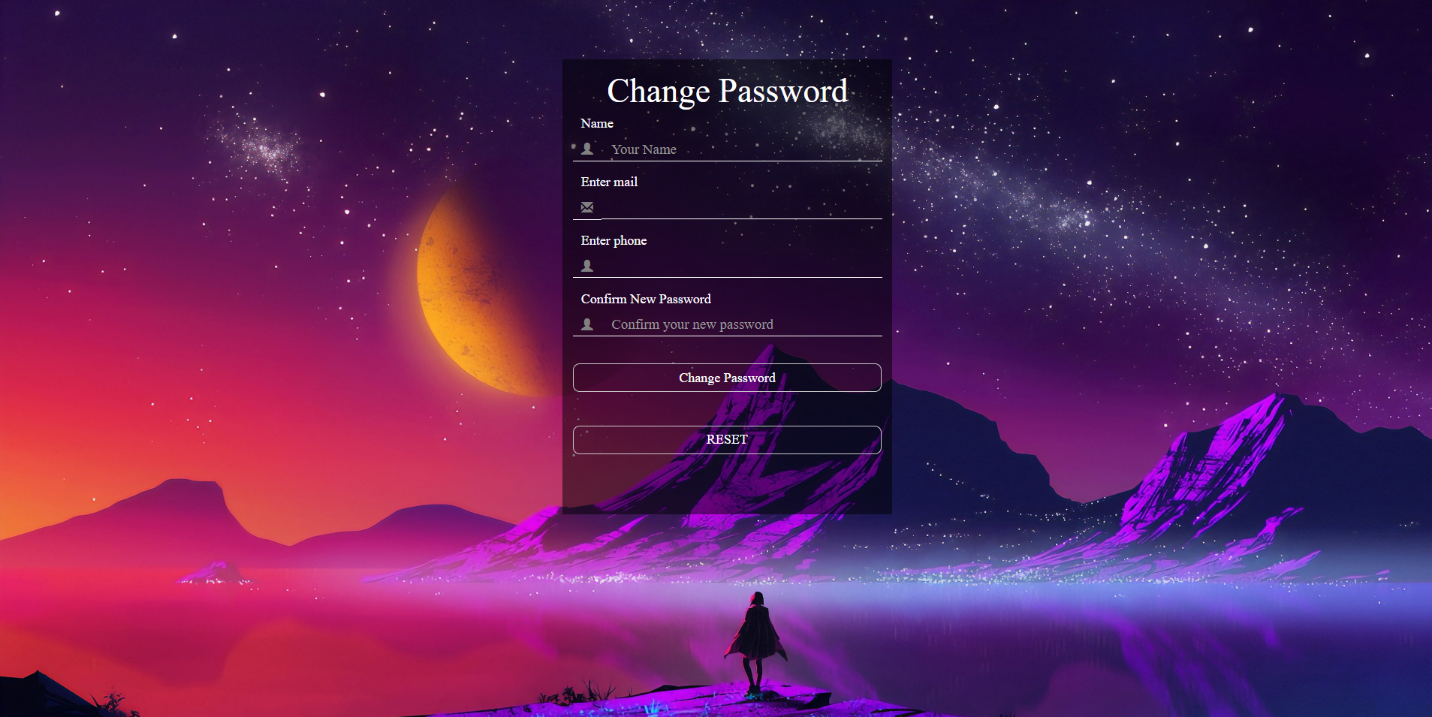 Change Password
Name
Your Name
Enter mail
Enter phone
Confirm New Password
Confirm your new password
Change Password
RESET